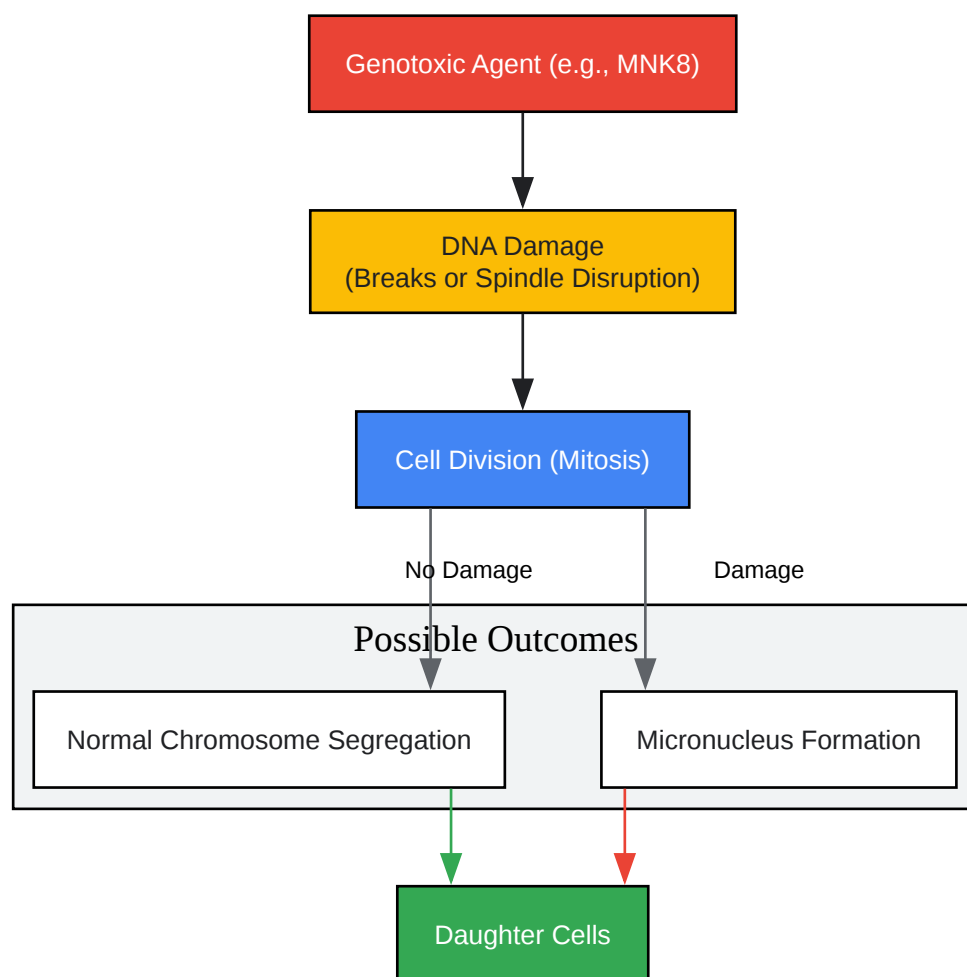 Genotoxic Agent (e.g., MNK8)
DNA Damage
(Breaks or Spindle Disruption)
Cell Division (Mitosis)
No Damage
Damage
Possible Outcomes
Normal Chromosome Segregation
Micronucleus Formation
Daughter Cells